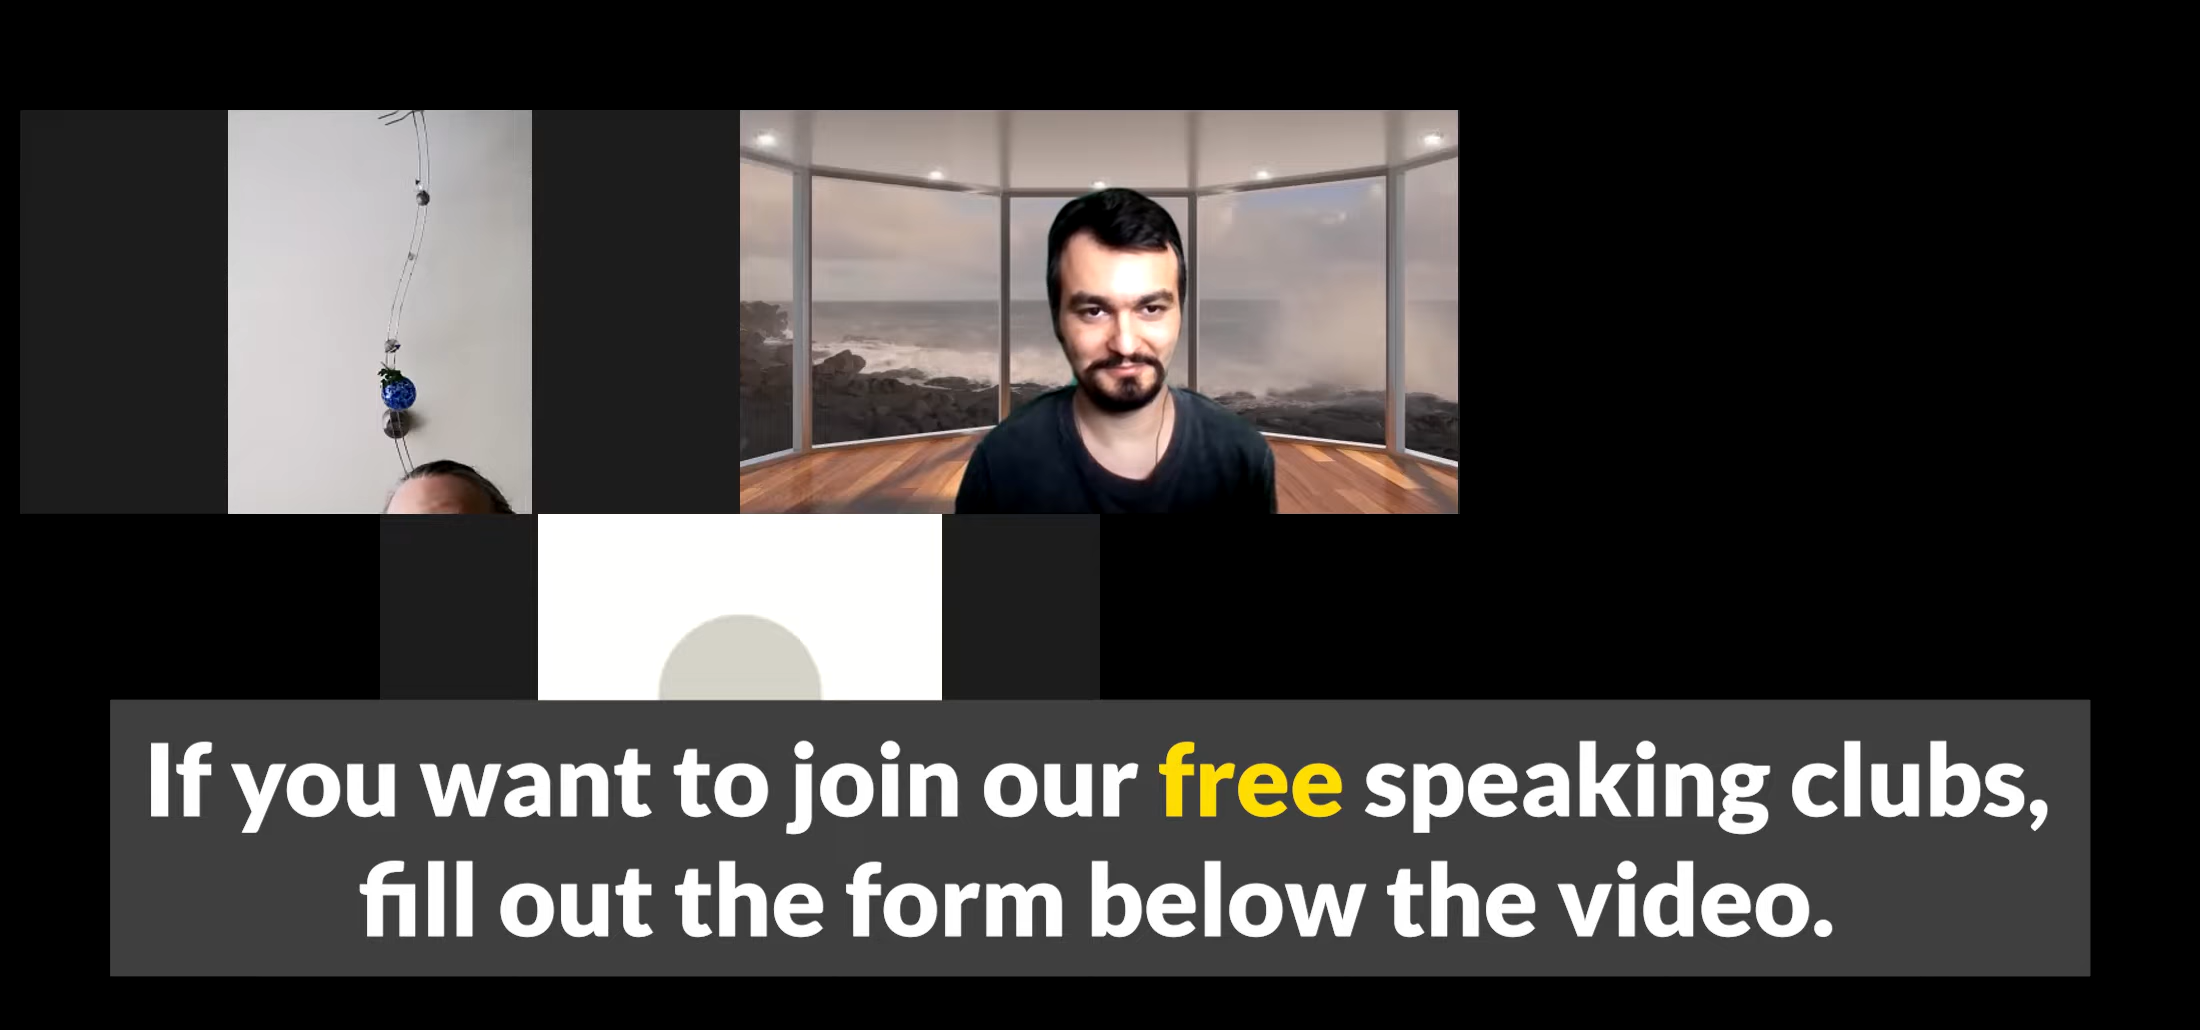 If you want to join our free speaking clubs,
fill out the form below the video.